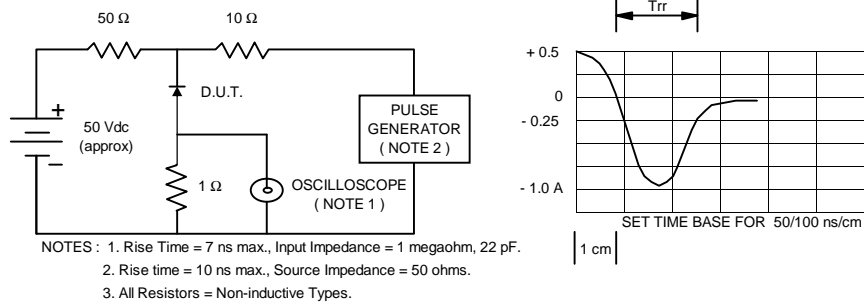 50 Ω
10 Ω
+
50 Vdc
(approx)
D.U.T.
1 Ω
OSCILLOSCOPE
( NOTE 1 )
PULSE
GENERATOR
( NOTE 2 )
NOTES : 1. Rise Time = 7 ns max., Input Impedance = 1 megaohm, 22 pF.
2. Rise time = 10 ns max., Source Impedance = 50 ohms.
3. All Resistors = Non-inductive Types.
Trr
+ 0.5
0
- 0.25
- 1.0 A
SET TIME BASE FOR 50/100 ns/cm
1 cm